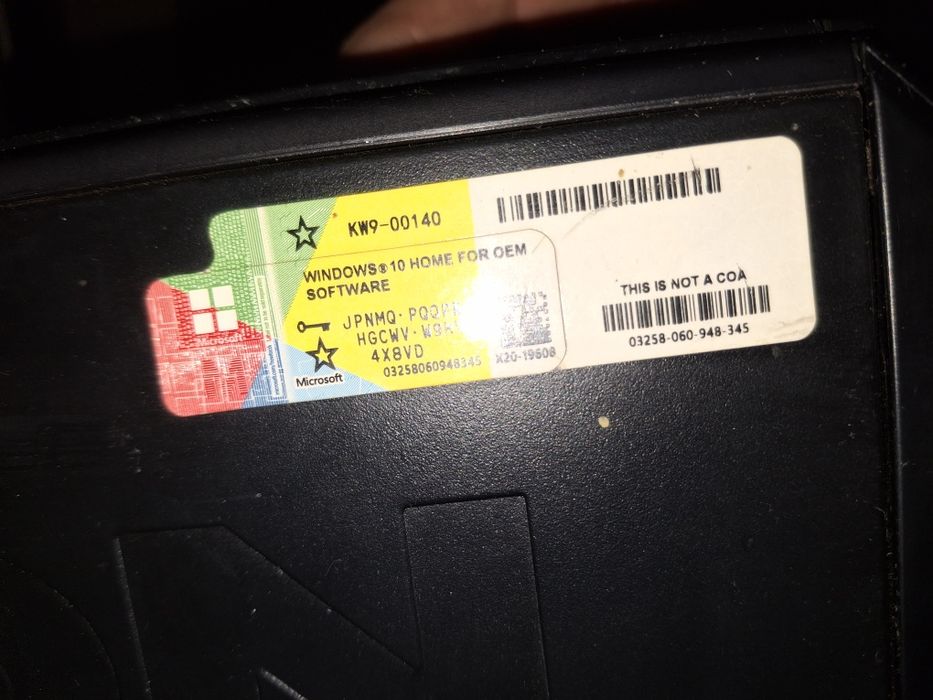 KW9-00140
WINDOWS® 10 HOME FOR OEM
SOFTWARE
JPNMQ-
HGCWV-
4X8VD
03258060948345 X20-19608
Microsoft
Microsoft
THIS IS NOT A COA
03258-060-948-345